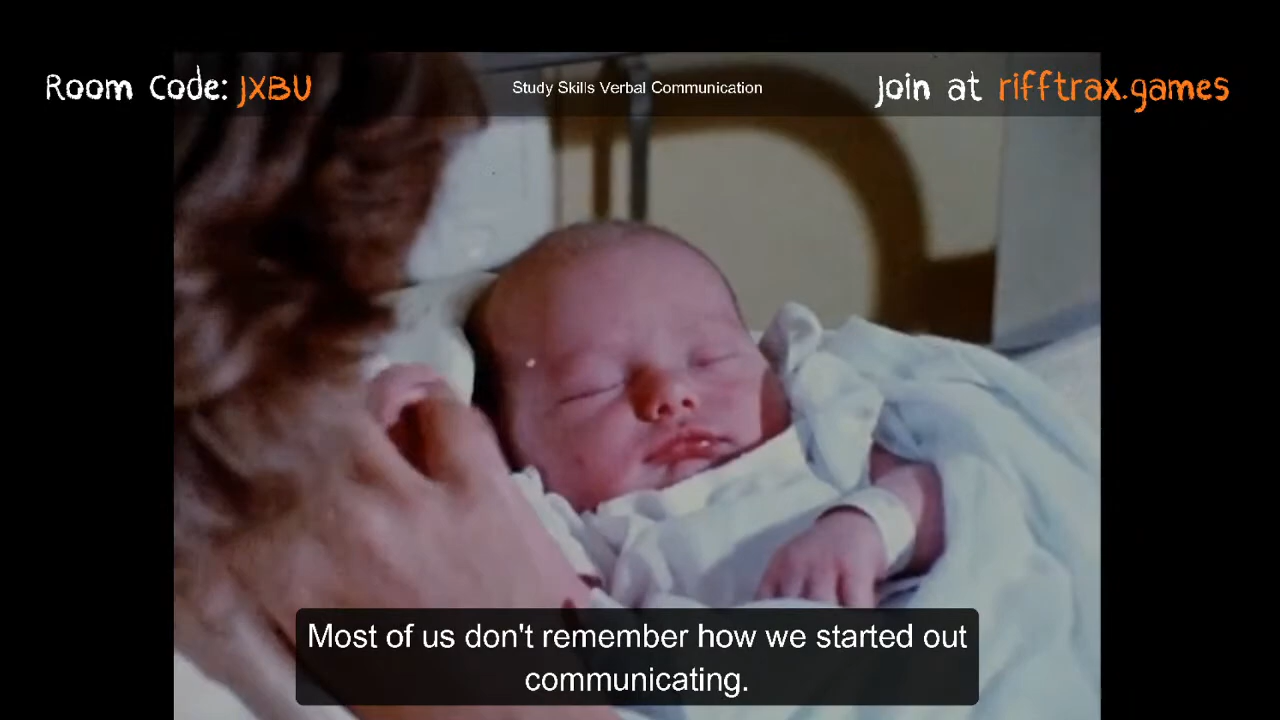 Room Code: JXBU
Study Skills Verbal Communication
Join at rifftrax.games
Most of us don't remember how we started out
communicating.